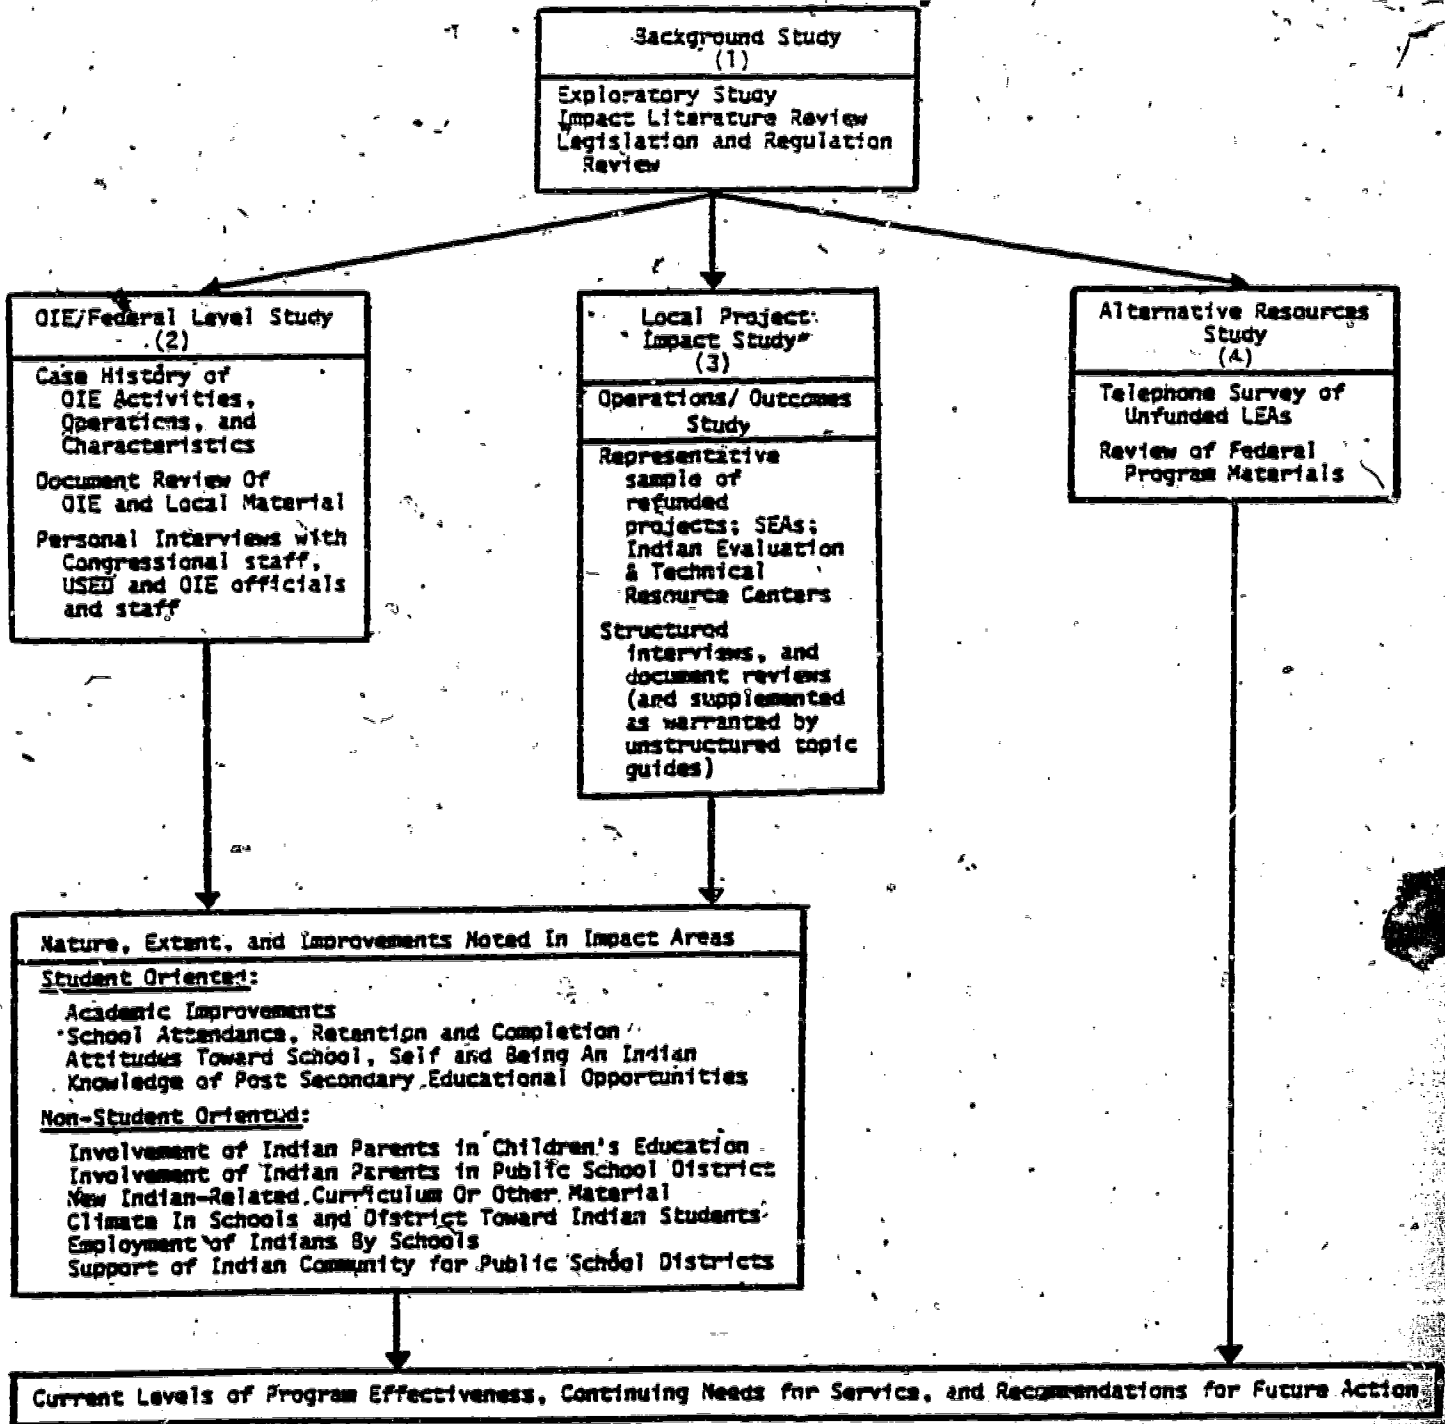 Background Study
(1)
Exploratory Study
Impact Literature Review
Legislation and Regulation
Review
OIE/Federal Level Study
(2)
Case History of
OIE Activities,
Operations, and
Characteristics
Document Review Of
OIE and Local Material
Personal Interviews with
Congressional staff,
USED and OIE officials
and staff
Local Project
Impact Study
(3)
Operations/ Outcomes
Study
Representative
sample of
refunded
projects; SEAs;
Indian Evaluation
& Technical
Resource Centers
Structured
interviews, and
document reviews
(and supplemented
as warranted by
unstructured topic
guides)
Alternative Resources
Study
(4)
Telephone Survey of
Unfunded LEAs
Review of Federal
Program Materials
Nature, Extent, and Improvements Noted In Impact Areas
Student Oriented:
Academic Improvements
School Attendance, Retention and Completion
Attitudes Toward School, Self and Being An Indian
Knowledge of Post Secondary Educational Opportunities
Non-Student Oriented:
Involvement of Indian Parents in Children's Education
Involvement of Indian Parents in Public School District
New Indian-Related Curriculum Or Other Material
Climate In Schools and District Toward Indian Students
Employment of Indians By Schools
Support of Indian Community for Public School Districts
Current Levels of Program Effectiveness, Continuing Needs for Service, and Recommendations for Future Action